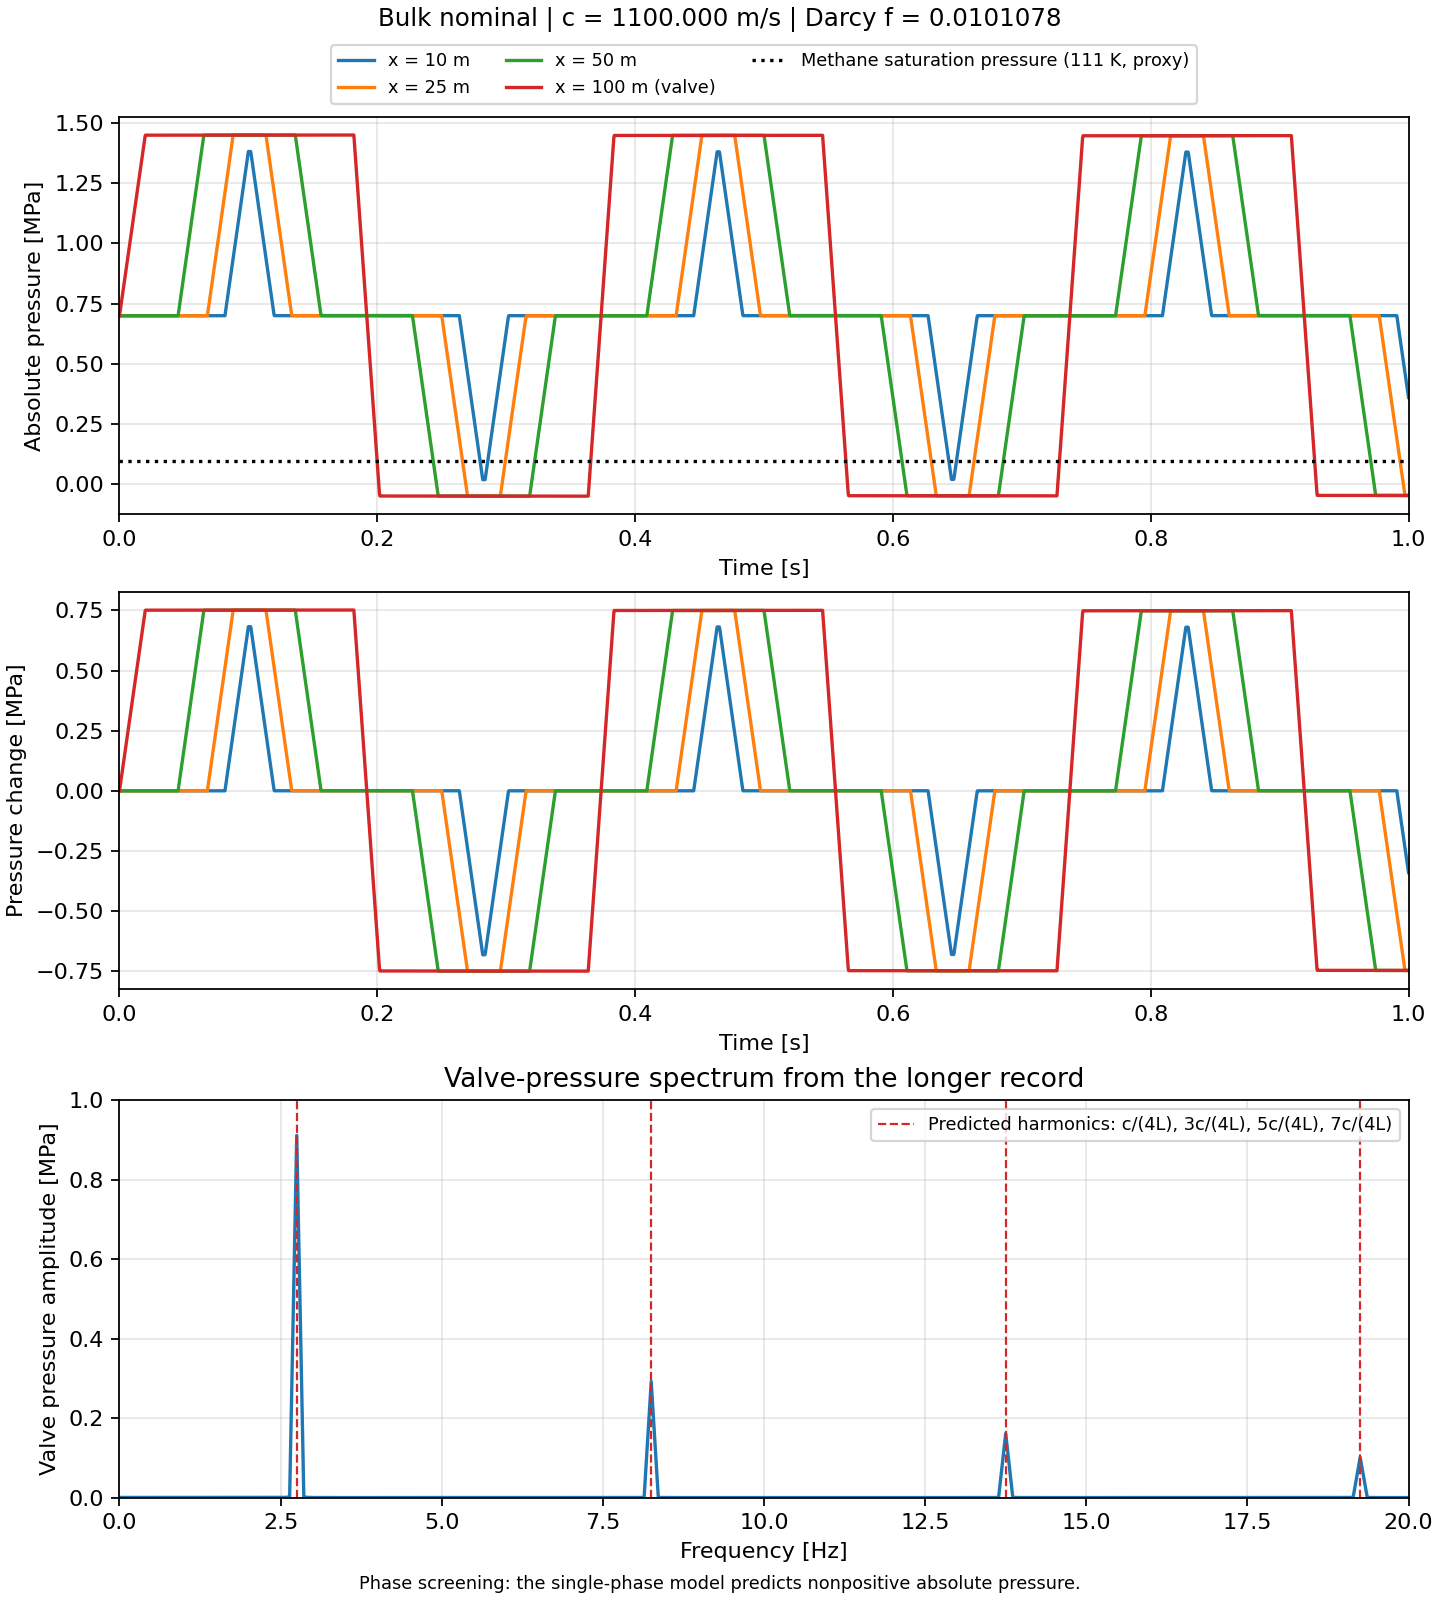 Bulk nominal | c = 1100.000 m/s | Darcy f = 0.0101078
x = 10 m
x = 25 m
x = 50 m
x = 100 m (valve)
Methane saturation pressure (111 K, proxy)
Absolute pressure [MPa]
1.50
1.25
1.00
0.75
0.50
0.25
0.00
0.0 0.2 0.4 0.6 0.8 1.0
Time [s]
Pressure change [MPa]
0.75
0.50
0.25
0.00
−0.25
−0.50
−0.75
0.0 0.2 0.4 0.6 0.8 1.0
Time [s]
Valve-pressure spectrum from the longer record
Valve pressure amplitude [MPa]
1.0
0.8
0.6
0.4
0.2
0.0
Predicted harmonics: c/(4L), 3c/(4L), 5c/(4L), 7c/(4L)
0.0 2.5 5.0 7.5 10.0 12.5 15.0 17.5 20.0
Frequency [Hz]
Phase screening: the single-phase model predicts nonpositive absolute pressure.